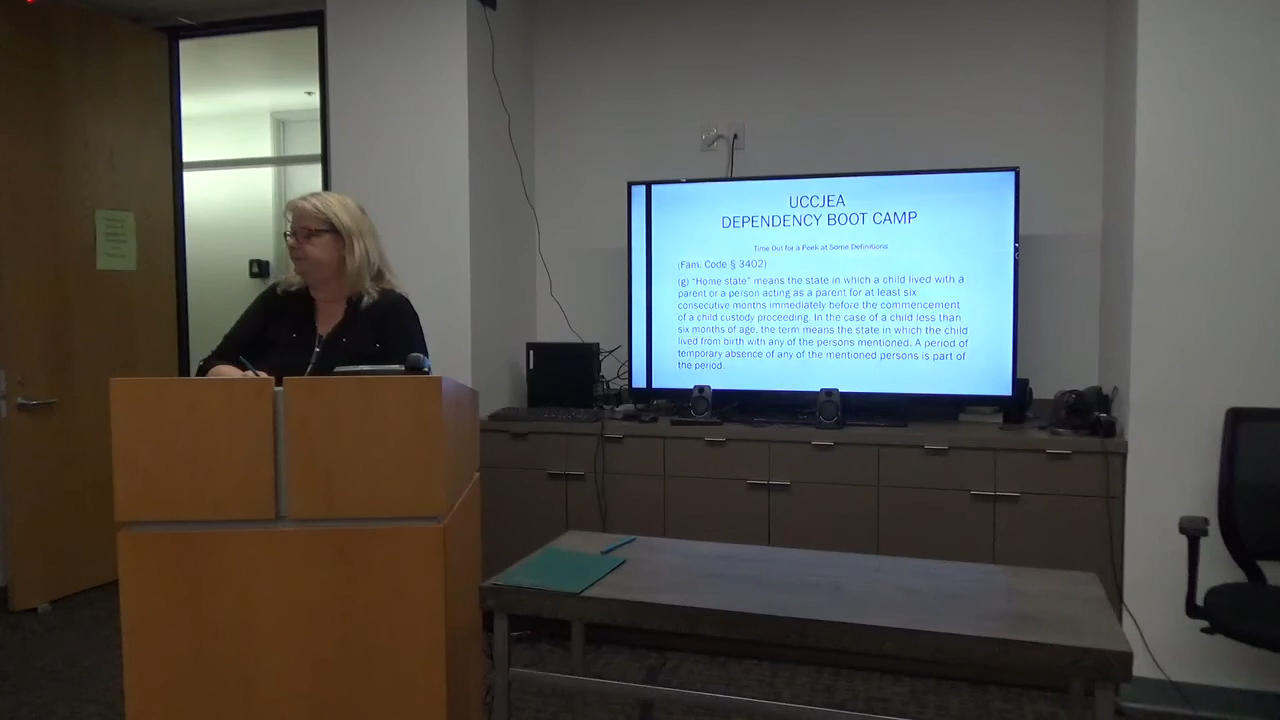 UCCJEA
DEPENDENCY BOOT CAMP
Time Out for a Peek at Some Definitions
(Fam. Code § 3402)
(g) “Home state” means the state in which a child lived with a
parent or a person acting as a parent for at least six
consecutive months immediately before the commencement
of a child custody proceeding. In the case of a child less than
six months of age, the term means the state in which the child
lived from birth with any of the persons mentioned. A period of
temporary absence of any of the mentioned persons is part of
the period.